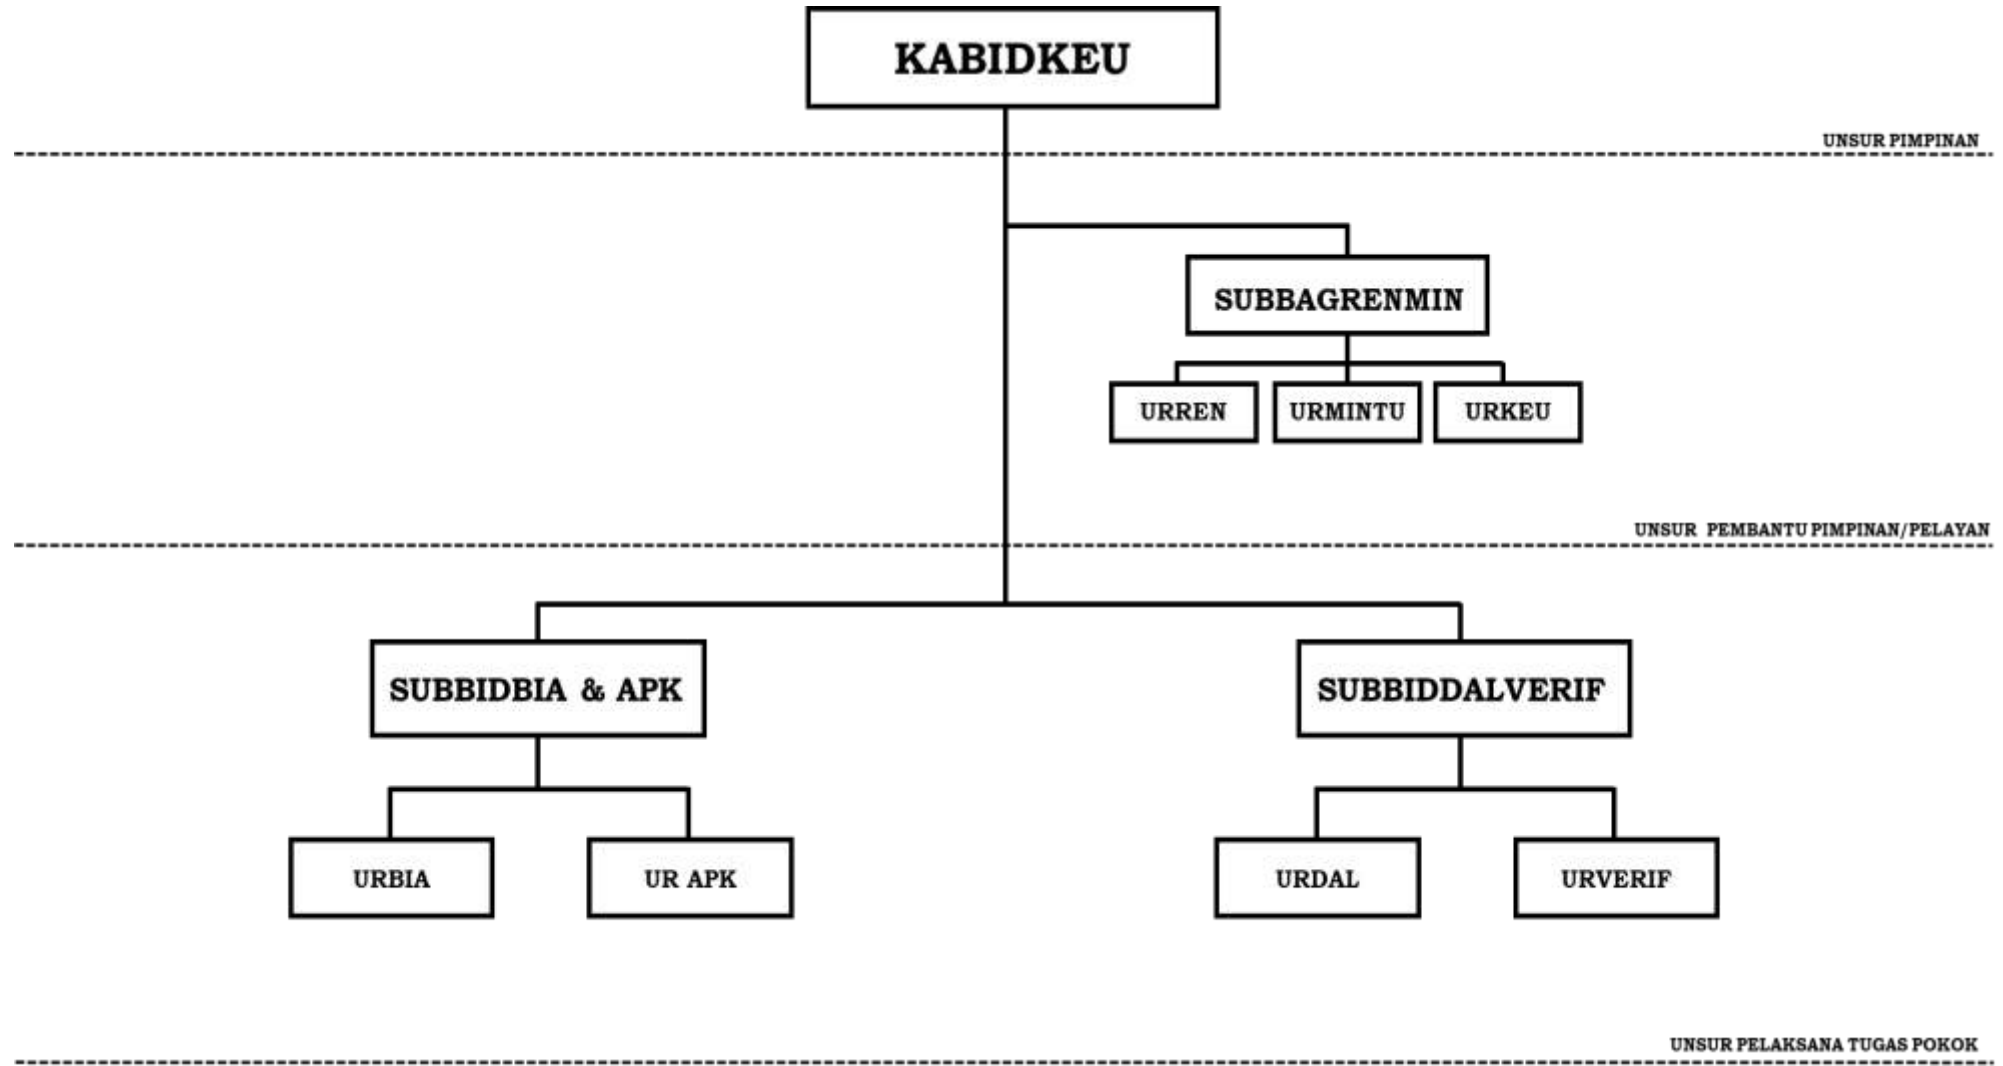 KABIDKEU
UNSUR PIMPINAN
SUBBAGRENMIN
URREN
URMINTU
URKEU
UNSUR PEMBANTU PIMPINAN/PELAYAN
SUBBIDBIA & APK
SUBBIDDALVERIF
URBIA
UR APK
URDAL
URVERIF
UNSUR PELAKSANA TUGAS POKOK